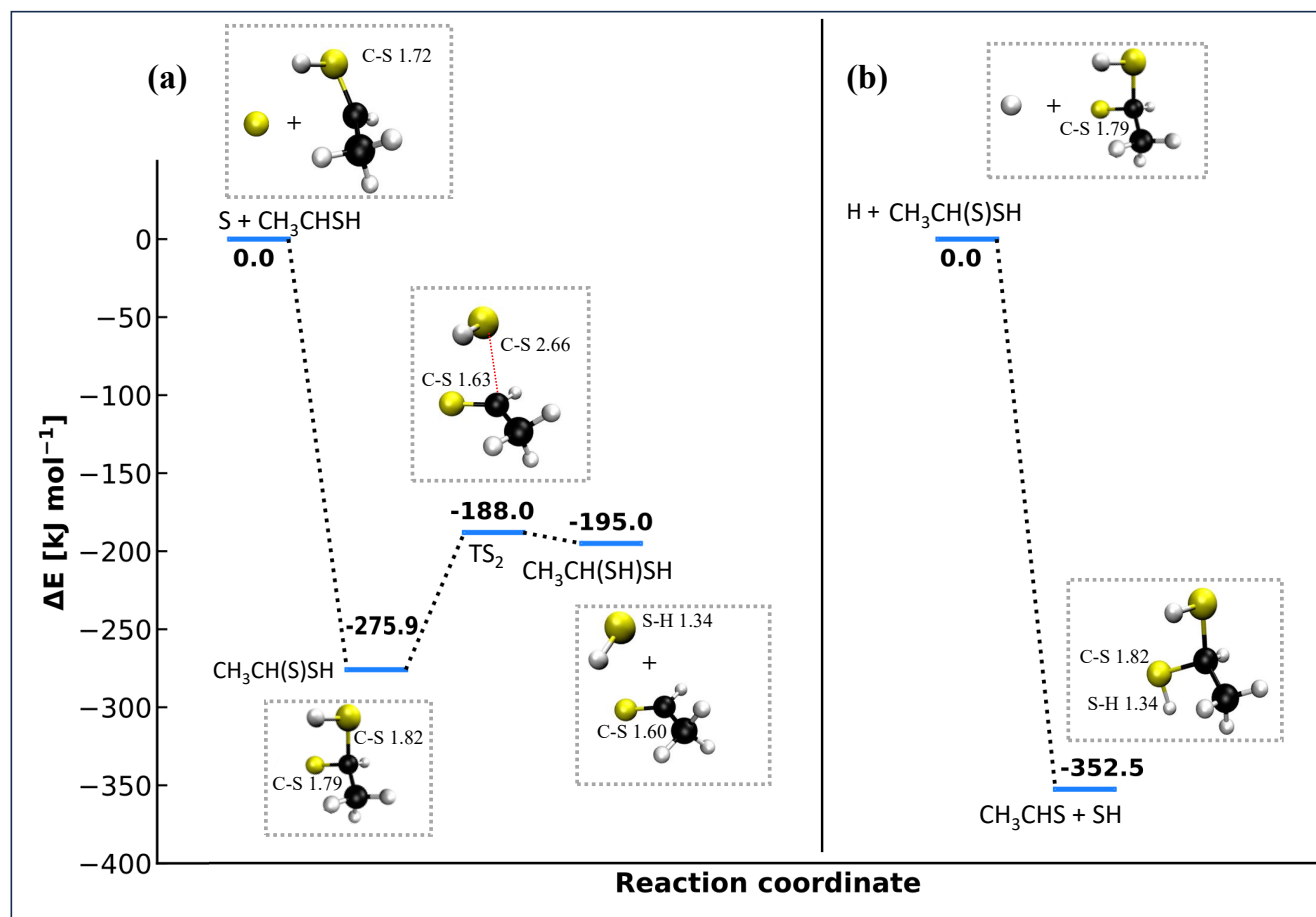 (a)
C-S 1.72
+
S + CH₃CHSH
0.0
C-S 2.66
C-S 1.63
-188.0
TS₂
-195.0
CH₃CH(SH)SH
-275.9
CH₃CH(S)SH
C-S 1.82
C-S 1.79
S-H 1.34
+
C-S 1.60
(b)
+
C-S 1.79
H + CH₃CH(S)SH
0.0
C-S 1.82
S-H 1.34
-352.5
CH₃CHS + SH
0
−50
−100
−150
−200
−250
−300
−350
−400
ΔE [kJ mol⁻¹]
Reaction coordinate